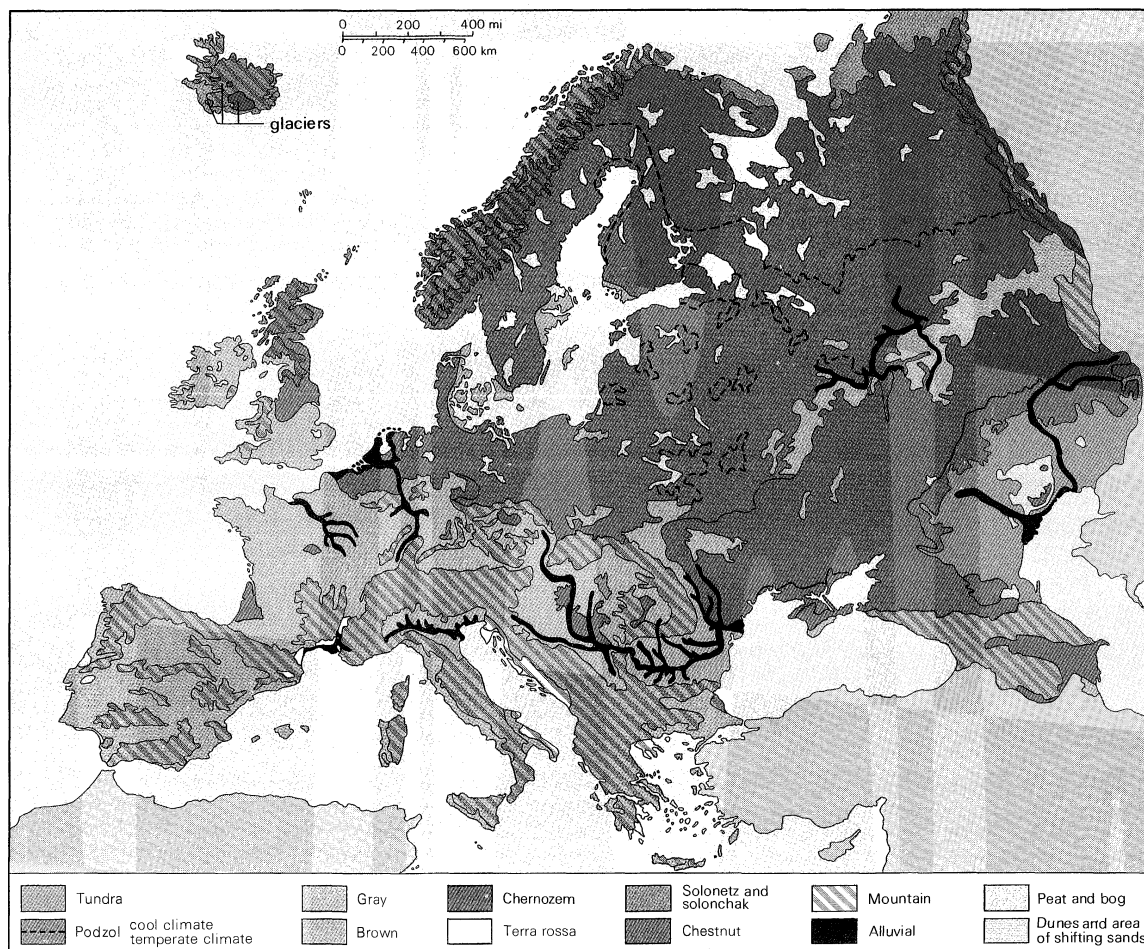 0 200 400 mi
0 200 400 600 km
glaciers
Tundra
Podzol cool climate
temperate climate
Gray
Brown
Chernozem
Terra rossa
Solonetz and
solonchak
Chestnut
Mountain
Alluvial
Peat and bog
Dunes and area
of shifting sands